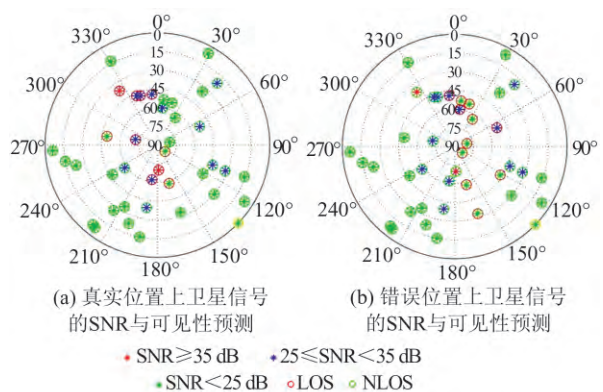 0° 0°
330° 30° 330° 30°
15 15
30 30
300° 45 60° 300° 45 60°
60 60
75 75
270° 90 90° 270° 90 90°
240° 120° 240° 120°
210° 150° 210° 150°
180° 180°
(a) 真实位置上卫星信号
的SNR与可见性预测
(b) 错误位置上卫星信号
的SNR与可见性预测
SNR≥35 dB 25≤SNR<35 dB
SNR<25 dB LOS NLOS